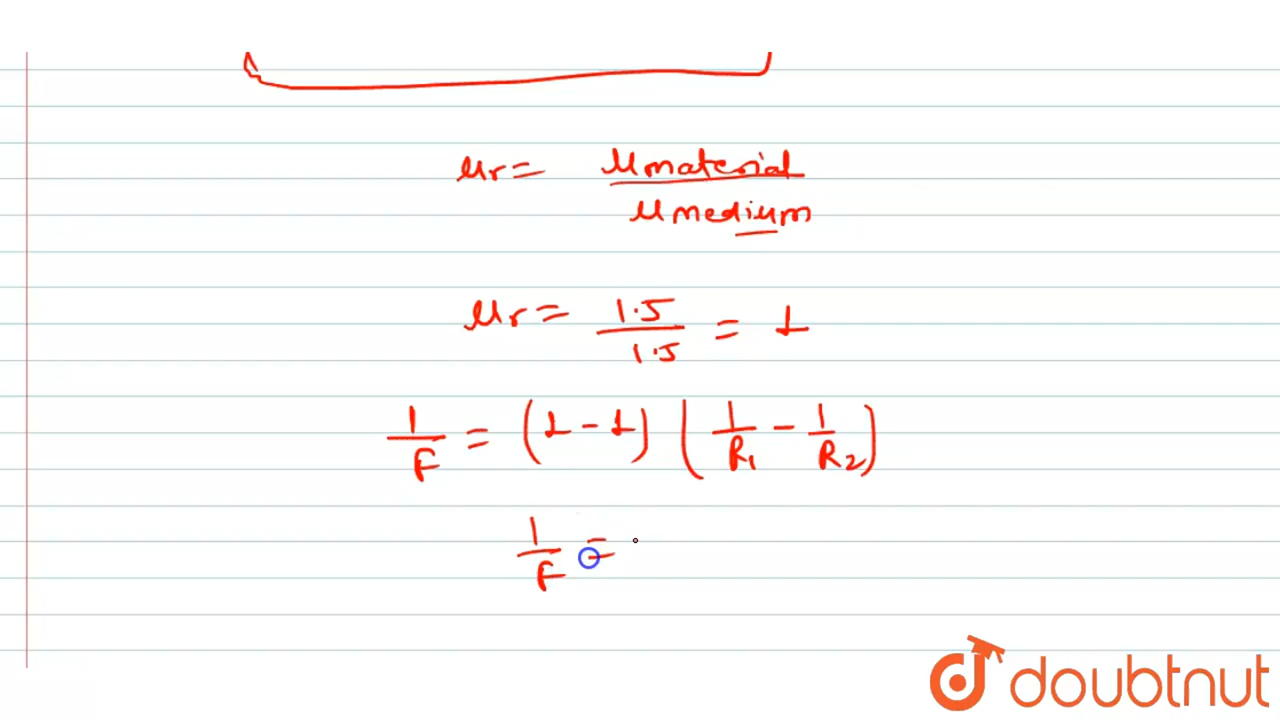 μr = μmaterial / μmedium
μr = 1.5 / 1.5 = 1
1/F = (1 - 1) (1/R1 - 1/R2)
1/F =
doubtnut